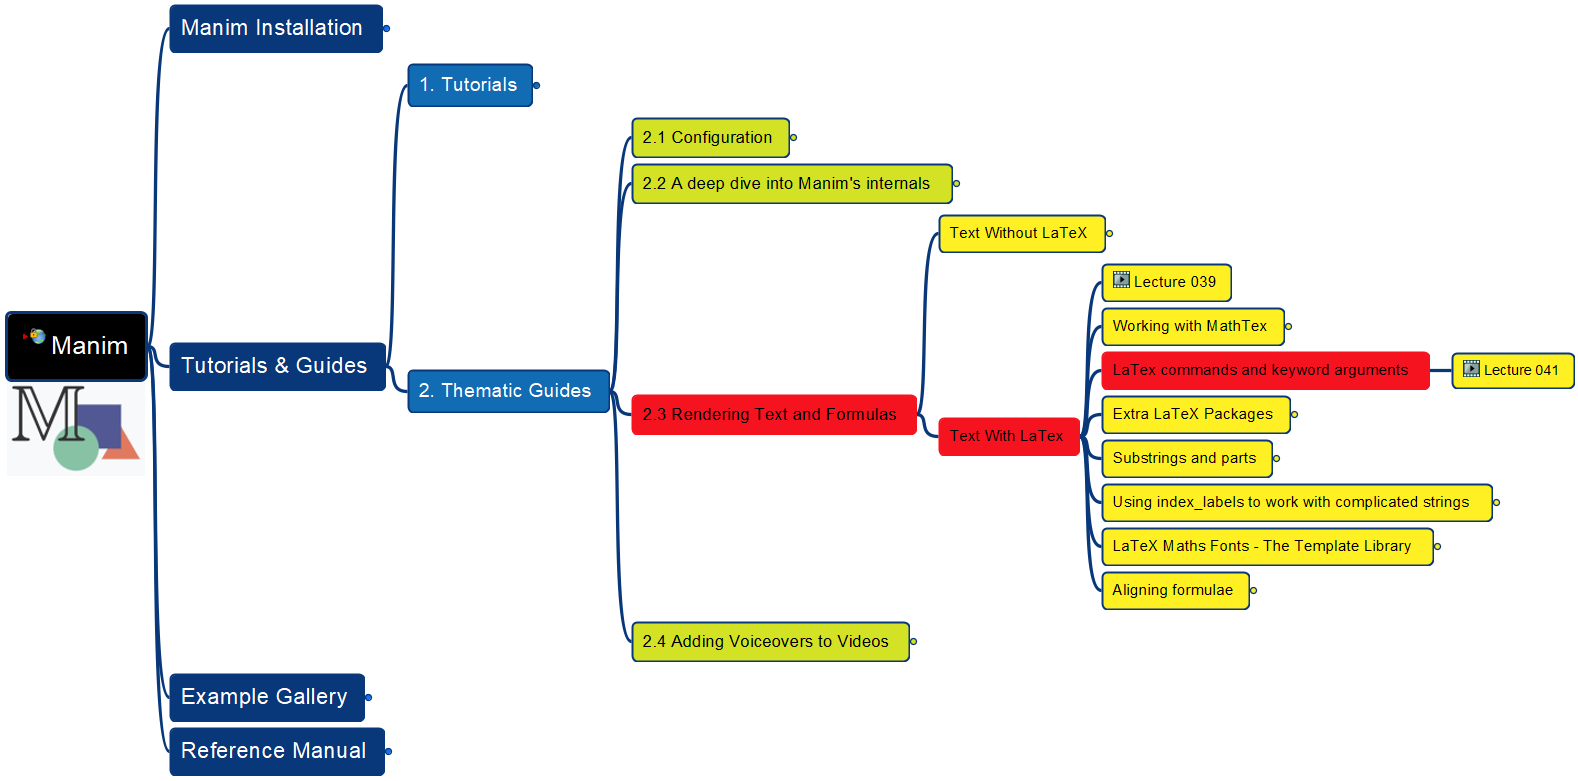 Manim Installation
1. Tutorials
2.1 Configuration
2.2 A deep dive into Manim's internals
Text Without LaTeX
Lecture 039
Working with MathTex
Manim
Tutorials & Guides
LaTex commands and keyword arguments
Lecture 041
2. Thematic Guides
2.3 Rendering Text and Formulas
Extra LaTeX Packages
M
Text With LaTex
Substrings and parts
Using index_labels to work with complicated strings
LaTeX Maths Fonts - The Template Library
Aligning formulae
2.4 Adding Voiceovers to Videos
Example Gallery
Reference Manual